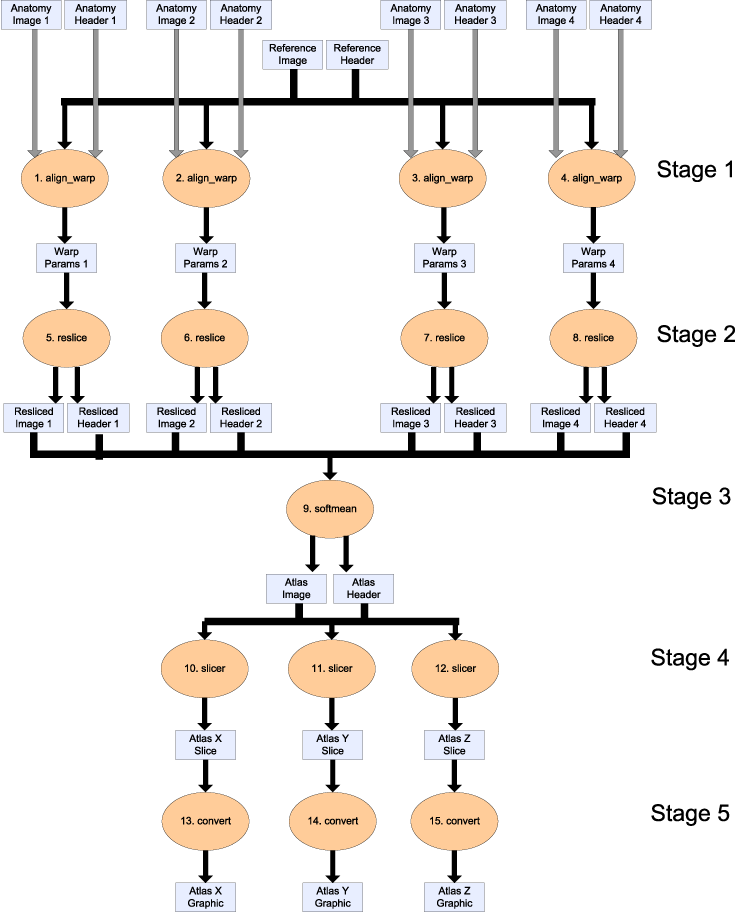 Anatomy
Image 1
Anatomy
Header 1
Anatomy
Image 2
Anatomy
Header 2
Anatomy
Image 3
Anatomy
Header 3
Anatomy
Image 4
Anatomy
Header 4
Reference
Image
Reference
Header
1. align_warp
2. align_warp
3. align_warp
4. align_warp
Stage 1
Warp
Params 1
Warp
Params 2
Warp
Params 3
Warp
Params 4
5. reslice
6. reslice
7. reslice
8. reslice
Stage 2
Resliced
Image 1
Resliced
Header 1
Resliced
Image 2
Resliced
Header 2
Resliced
Image 3
Resliced
Header 3
Resliced
Image 4
Resliced
Header 4
9. softmean
Stage 3
Atlas
Image
Atlas
Header
10. slicer
11. slicer
12. slicer
Stage 4
Atlas X
Slice
Atlas Y
Slice
Atlas Z
Slice
13. convert
14. convert
15. convert
Stage 5
Atlas X
Graphic
Atlas Y
Graphic
Atlas Z
Graphic